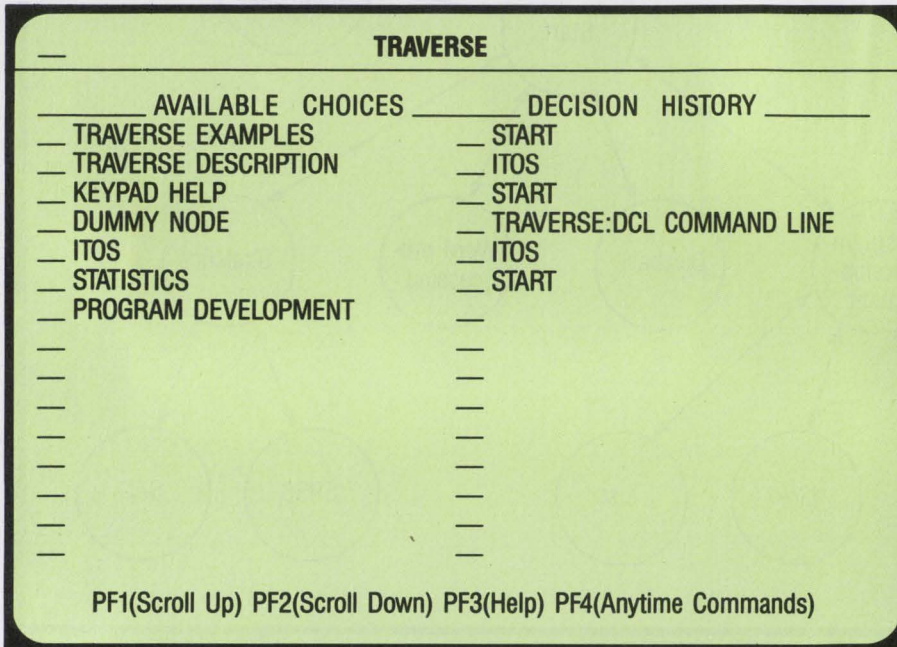 TRAVERSE
AVAILABLE CHOICES
TRAVERSE EXAMPLES
TRAVERSE DESCRIPTION
KEYPAD HELP
DUMMY NODE
ITOS
STATISTICS
PROGRAM DEVELOPMENT
DECISION HISTORY
START
ITOS
START
TRAVERSE:DCL COMMAND LINE
ITOS
START
PF1(Scroll Up) PF2(Scroll Down) PF3(Help) PF4(Anytime Commands)